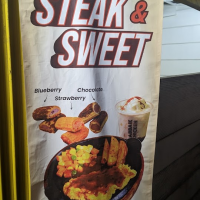 STEAK &
SWEET
Blueberry Chocolate
Strawberry